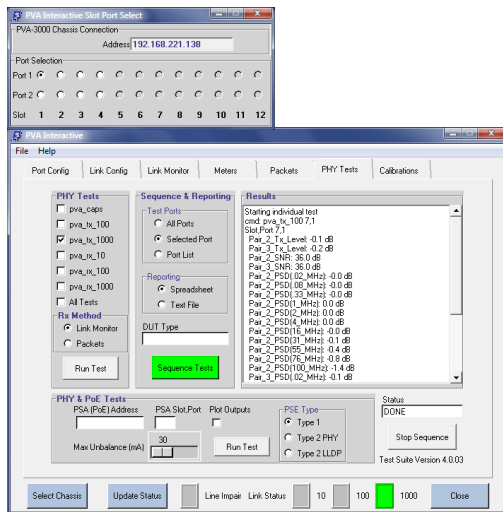 PVA Interactive Slot Port Select
PVA-3000 Chassis Connection
Address 192.168.221.138
Port Selection
Port 1
Port 2
Slot 1 2 3 4 5 6 7 8 9 10 11 12
PVA Interactive
File Help
Port Config Link Config Link Monitor Meters Packets PHY Tests Calibrations
PHY Tests
pva_caps
pva_tx_100
pva_tx_1000
pva_rx_10
pva_rx_100
pva_rx_1000
All Tests
Rx Method
Link Monitor
Packets
Run Test
Sequence & Reporting
Test Ports
All Ports
Selected Port
Port List
Reporting
Spreadsheet
Text File
DUT Type
Sequence Tests
Results
Starting individual test
cmd: pva_tx_100 7,1
Slot,Port 7,1
Pair_2_Tx_Level: -0.1 dB
Pair_3_Tx_Level: -0.2 dB
Pair_2_SNR: 36.0 dB
Pair_3_SNR: 36.0 dB
Pair_2_PSD(.02_MHz): -0.0 dB
Pair_2_PSD(.08_MHz): -0.0 dB
Pair_2_PSD(.33_MHz): -0.0 dB
Pair_2_PSD(1_MHz): 0.0 dB
Pair_2_PSD(2_MHz): 0.0 dB
Pair_2_PSD(4_MHz): 0.0 dB
Pair_2_PSD(16_MHz): -0.0 dB
Pair_2_PSD(31_MHz): -0.1 dB
Pair_2_PSD(55_MHz): -0.4 dB
Pair_2_PSD(76_MHz): -0.8 dB
Pair_2_PSD(100_MHz): -1.4 dB
Pair_3_PSD(.02_MHz): -0.1 dB
PHY & PoE Tests
PSA (PoE) Address PSA Slot,Port Plot Outputs
Max Unbalance (mA) 30
Run Test
PSE Type
Type 1
Type 2 PHY
Type 2 LLDP
Status
DONE
Stop Sequence
Test Suite Version 4.0.03
Select Chassis Update Status Line Impair Link Status 10 100 1000 Close